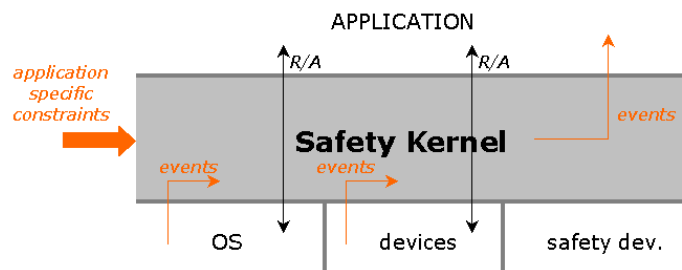 APPLICATION
R/A
R/A
application
specific
constraints
events
Safety Kernel
events
events
OS
devices
safety dev.